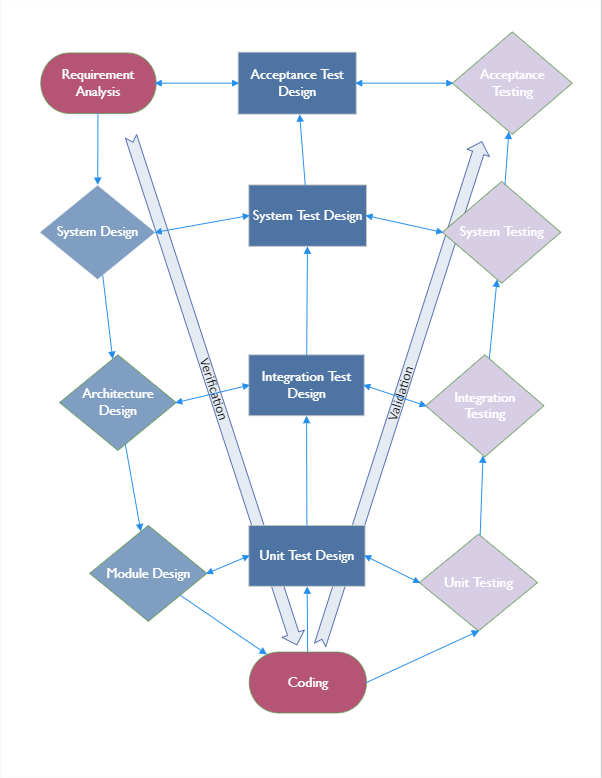 Requirement
Analysis
Acceptance Test
Design
Acceptance
Testing
System Design
System Test Design
System Testing
Verification
Validation
Architecture
Design
Integration Test
Design
Integration
Testing
Module Design
Unit Test Design
Unit Testing
Coding